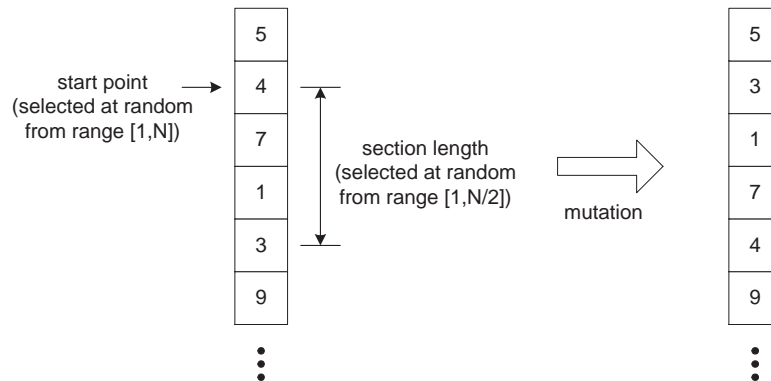 5
4
7
1
3
9
start point
(selected at random
from range [1,N])
section length
(selected at random
from range [1,N/2])
mutation
5
3
1
7
4
9